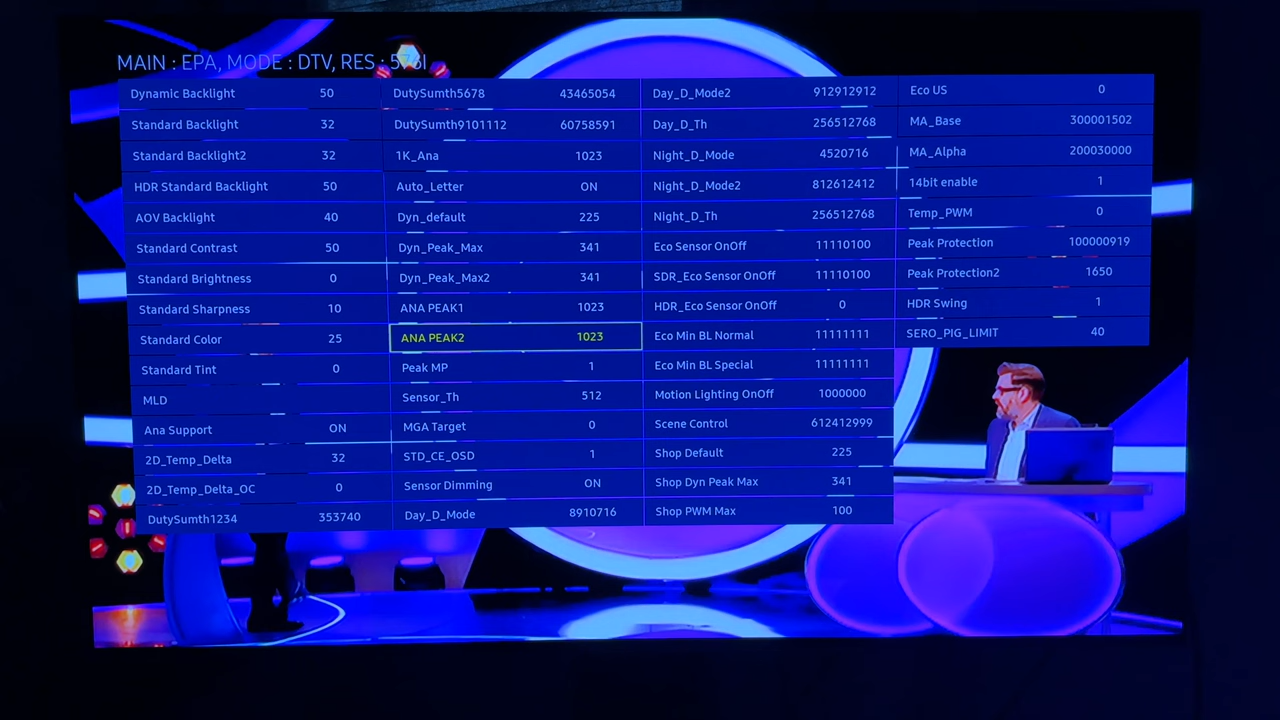 MAIN : EPA, MODE : DTV, RES : 576I
Dynamic Backlight 50
Standard Backlight 32
Standard Backlight2 32
HDR Standard Backlight 50
AOV Backlight 40
Standard Contrast 50
Standard Brightness 0
Standard Sharpness 10
Standard Color 25
Standard Tint 0
MLD
Ana Support ON
2D_Temp_Delta 32
2D_Temp_Delta_OC 0
DutySumth1234 353740
DutySumth5678 43465054
DutySumth9101112 60758591
1K_Ana 1023
Auto_Letter ON
Dyn_default 225
Dyn_Peak_Max 341
Dyn_Peak_Max2 341
ANA PEAK1 1023
ANA PEAK2 1023
Peak MP 1
Sensor_Th 512
MGA Target 0
STD_CE_OSD 1
Sensor Dimming ON
Day_D_Mode 8910716
Day_D_Mode2 912912912
Day_D_Th 256512768
Night_D_Mode 4520716
Night_D_Mode2 812612412
Night_D_Th 256512768
Eco Sensor OnOff 11110100
SDR_Eco Sensor OnOff 11110100
HDR_Eco Sensor OnOff 0
Eco Min BL Normal 11111111
Eco Min BL Special 11111111
Motion Lighting OnOff 1000000
Scene Control 612412999
Shop Default 225
Shop Dyn Peak Max 341
Shop PWM Max 100
Eco US 0
MA_Base 300001502
MA_Alpha 200030000
14bit enable 1
Temp_PWM 0
Peak Protection 100000919
Peak Protection2 1650
HDR Swing 1
SERO_PIG_LIMIT 40